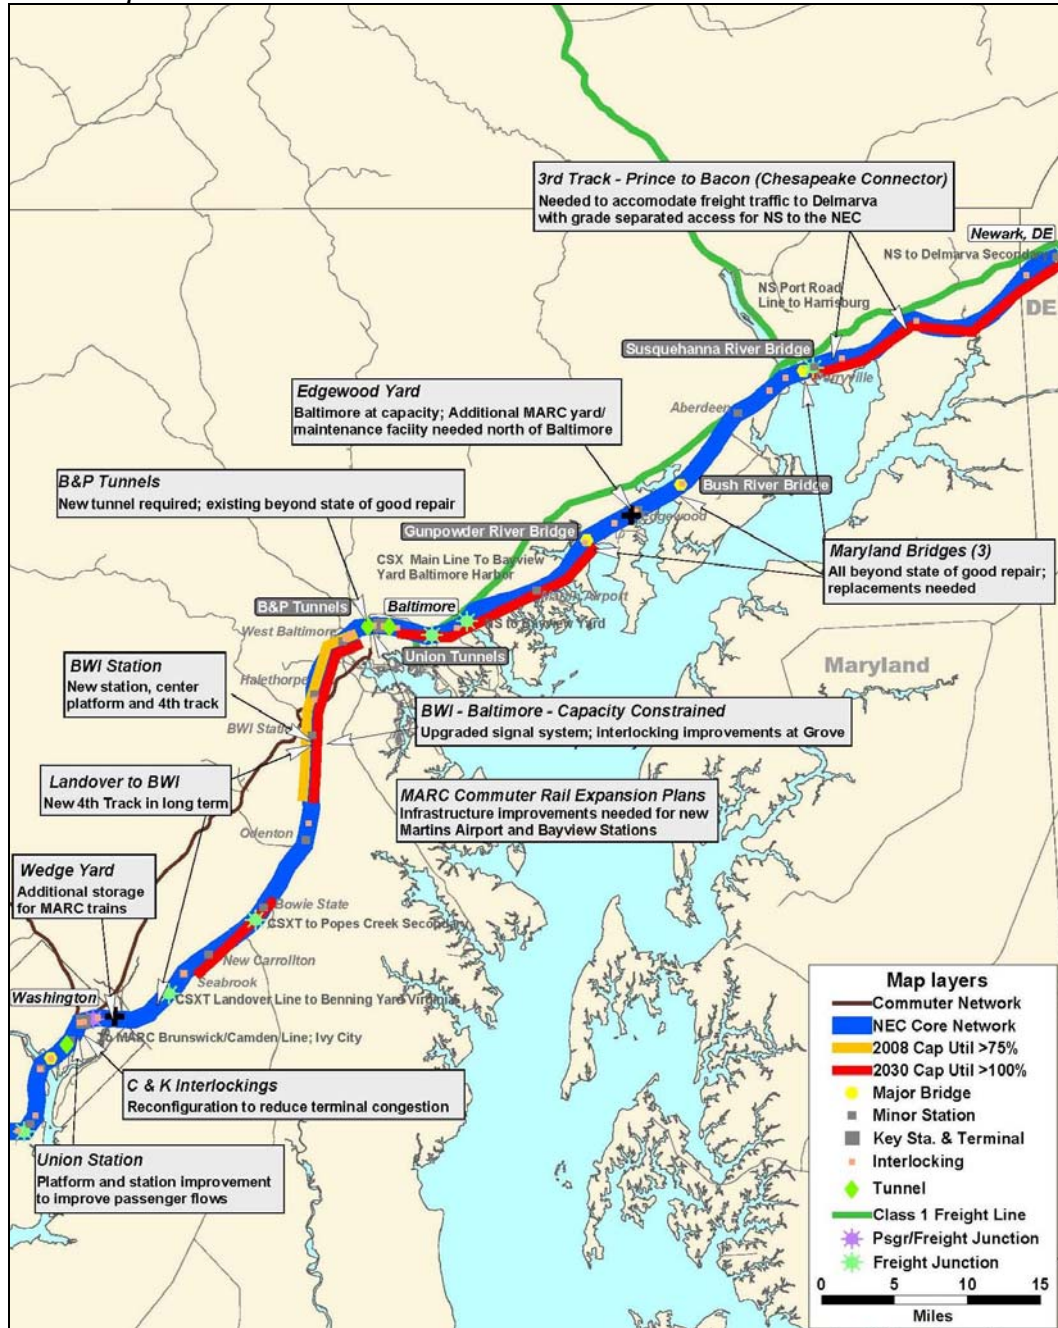 3rd Track - Prince to Bacon (Chesapeake Connector)
Needed to accomodate freight traffic to Delmarva
with grade separated access for NS to the NEC
Newark, DE
NS to Delmarva Secondary
DE
NS Port Road
Line to Harrisburg
Susquehanna River Bridge
Perryville
Edgewood Yard
Baltimore at capacity; Additional MARC yard/
maintenance faciity needed north of Baltimore
Aberdeen
B&P Tunnels
New tunnel required; existing beyond state of good repair
Bush River Bridge
Edgewood
Gunpowder River Bridge
CSX Main Line To Bayview
Yard Baltimore Harbor
Maryland Bridges (3)
All beyond state of good repair;
replacements needed
Martin Airport
B&P Tunnels
Baltimore
NS to Bayview Yard
West Baltimore
Union Tunnels
Maryland
BWI Station
New station, center
platform and 4th track
Halethorpe
BWI Station
BWI - Baltimore - Capacity Constrained
Upgraded signal system; interlocking improvements at Grove
Landover to BWI
New 4th Track in long term
MARC Commuter Rail Expansion Plans
Infrastructure improvements needed for new
Martins Airport and Bayview Stations
Odenton
Wedge Yard
Additional storage
for MARC trains
Bowie State
CSXT to Popes Creek Secondary
New Carrollton
Seabrook
Washington
CSXT Landover Line to Benning Yard Virginia
To MARC Brunswick/Camden Line; Ivy City
C & K Interlockings
Reconfiguration to reduce terminal congestion
Union Station
Platform and station improvement
to improve passenger flows
Map layers
Commuter Network
NEC Core Network
2008 Cap Util >75%
2030 Cap Util >100%
Major Bridge
Minor Station
Key Sta. & Terminal
Interlocking
Tunnel
Class 1 Freight Line
Psgr/Freight Junction
Freight Junction
0 5 10 15
Miles